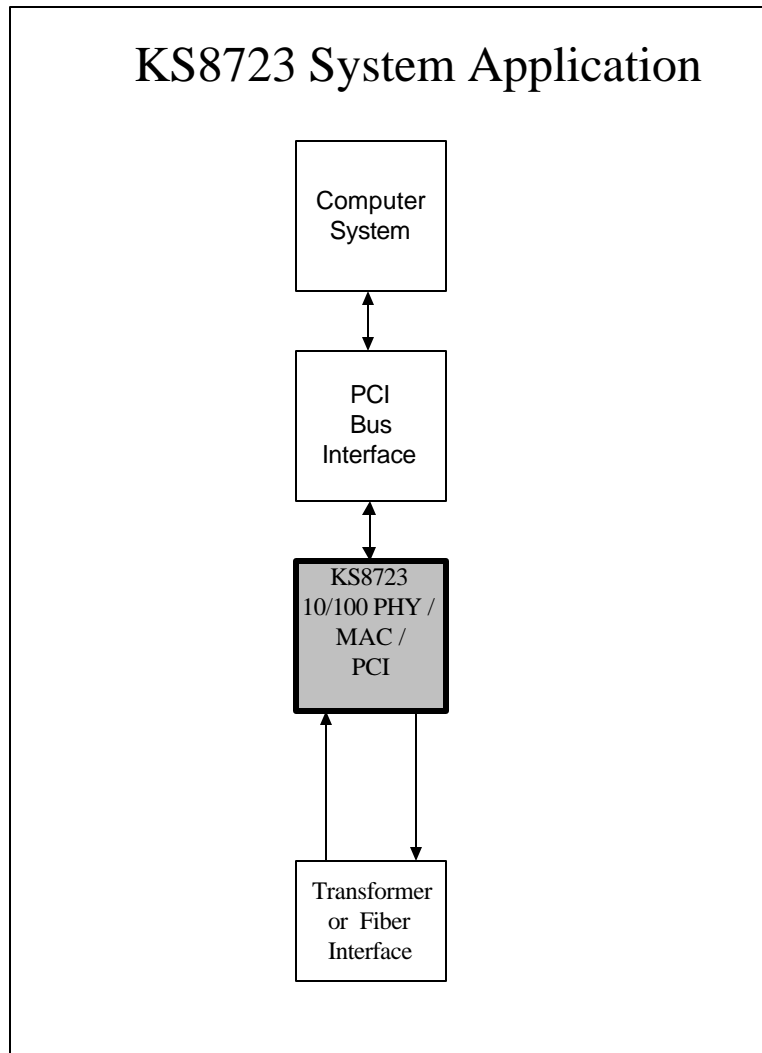 KS8723 System Application
Computer
System
PCI
Bus
Interface
KS8723
10/100 PHY /
MAC /
PCI
Transformer
or Fiber
Interface